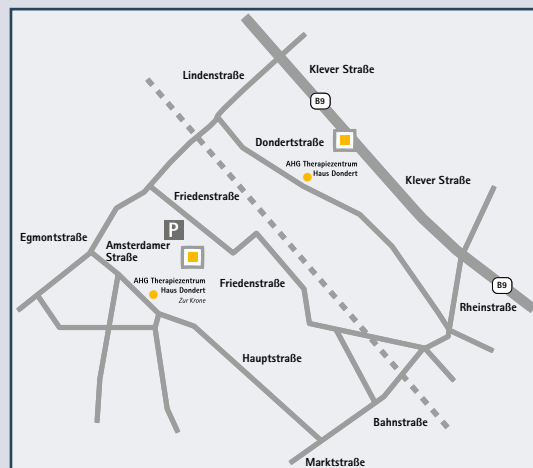 Lindenstraße
Klever Straße
B9
Dondertstraße
AHG Therapiezentrum
Haus Dondert
Klever Straße
Friedenstraße
P
Egmontstraße
Amsterdamer
Straße
AHG Therapiezentrum
Haus Dondert
Zur Krone
Friedenstraße
B9
Rheinstraße
Hauptstraße
Bahnstraße
Marktstraße